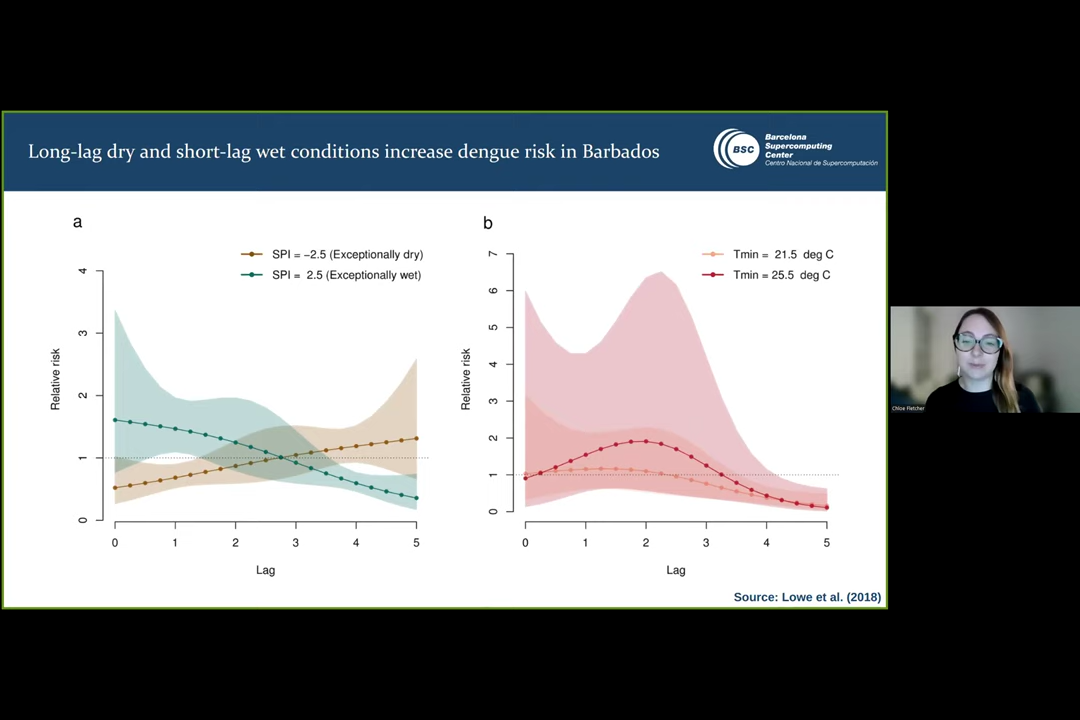 Long-lag dry and short-lag wet conditions increase dengue risk in Barbados
BSC
Barcelona
Supercomputing
Center
Centro Nacional de Supercomputación
a
SPI = −2.5 (Exceptionally dry)
SPI = 2.5 (Exceptionally wet)
4
3
2
1
0
Relative risk
0 1 2 3 4 5
Lag
b
Tmin = 21.5 deg C
Tmin = 25.5 deg C
7
6
5
4
3
2
1
0
Relative risk
0 1 2 3 4 5
Lag
Source: Lowe et al. (2018)
Chloe Fletcher